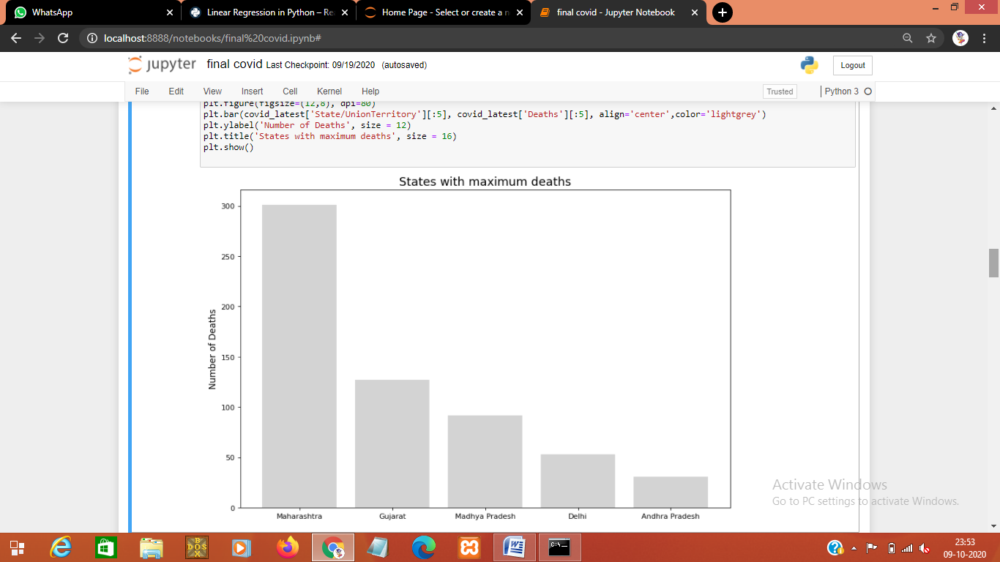 WhatsApp
Linear Regression in Python – Re
Home Page - Select or create a n
final covid - Jupyter Notebook
localhost:8888/notebooks/final%20covid.ipynb#
jupyter final covid Last Checkpoint: 09/19/2020 (autosaved)
Logout
File Edit View Insert Cell Kernel Help
Trusted
Python 3
plt.figure(figsize=(12,8), dpi=80)
plt.bar(covid_latest['State/UnionTerritory'][:5], covid_latest['Deaths'][:5], align='center',color='lightgrey')
plt.ylabel('Number of Deaths', size = 12)
plt.title('States with maximum deaths', size = 16)
plt.show()
States with maximum deaths
300
250
200
150
100
50
0
Number of Deaths
Maharashtra Gujarat Madhya Pradesh Delhi Andhra Pradesh
Activate Windows
Go to PC settings to activate Windows.
23:53
09-10-2020